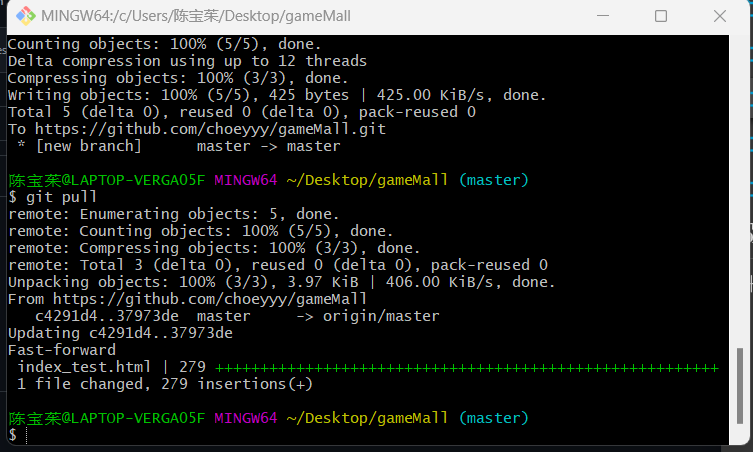 MINGW64:/c/Users/陈宝茱/Desktop/gameMall
Counting objects: 100% (5/5), done.
Delta compression using up to 12 threads
Compressing objects: 100% (3/3), done.
Writing objects: 100% (5/5), 425 bytes | 425.00 KiB/s, done.
Total 5 (delta 0), reused 0 (delta 0), pack-reused 0
To https://github.com/choeyyy/gameMall.git
 * [new branch]      master -> master
陈宝茱@LAPTOP-VERGA05F MINGW64 ~/Desktop/gameMall (master)
$ git pull
remote: Enumerating objects: 5, done.
remote: Counting objects: 100% (5/5), done.
remote: Compressing objects: 100% (3/3), done.
remote: Total 3 (delta 0), reused 0 (delta 0), pack-reused 0
Unpacking objects: 100% (3/3), 3.97 KiB | 406.00 KiB/s, done.
From https://github.com/choeyyy/gameMall
   c4291d4..37973de  master     -> origin/master
Updating c4291d4..37973de
Fast-forward
 index_test.html | 279 ++++++++++++++++++++++++++++++++++++++++++++++++++++++++
 1 file changed, 279 insertions(+)
陈宝茱@LAPTOP-VERGA05F MINGW64 ~/Desktop/gameMall (master)
$